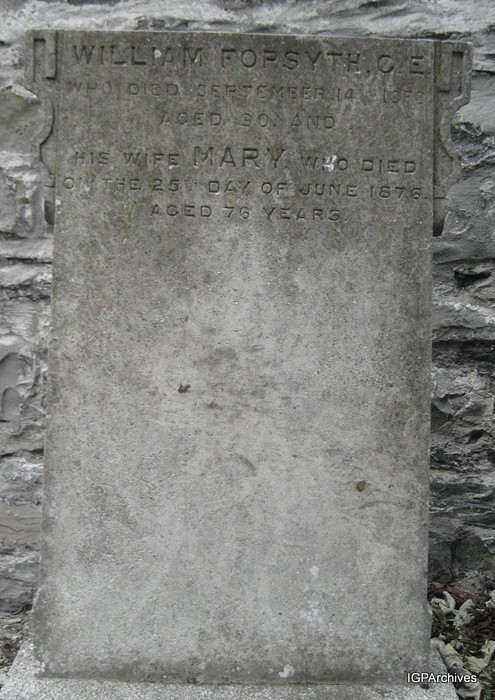 WILLIAM FORSYTH, C.E.
WHO DIED SEPTEMBER 14
AGED 90 AND
HIS WIFE MARY, WHO DIED
ON THE 25TH DAY OF JUNE 1876.
AGED 76 YEARS.
IGPArchives